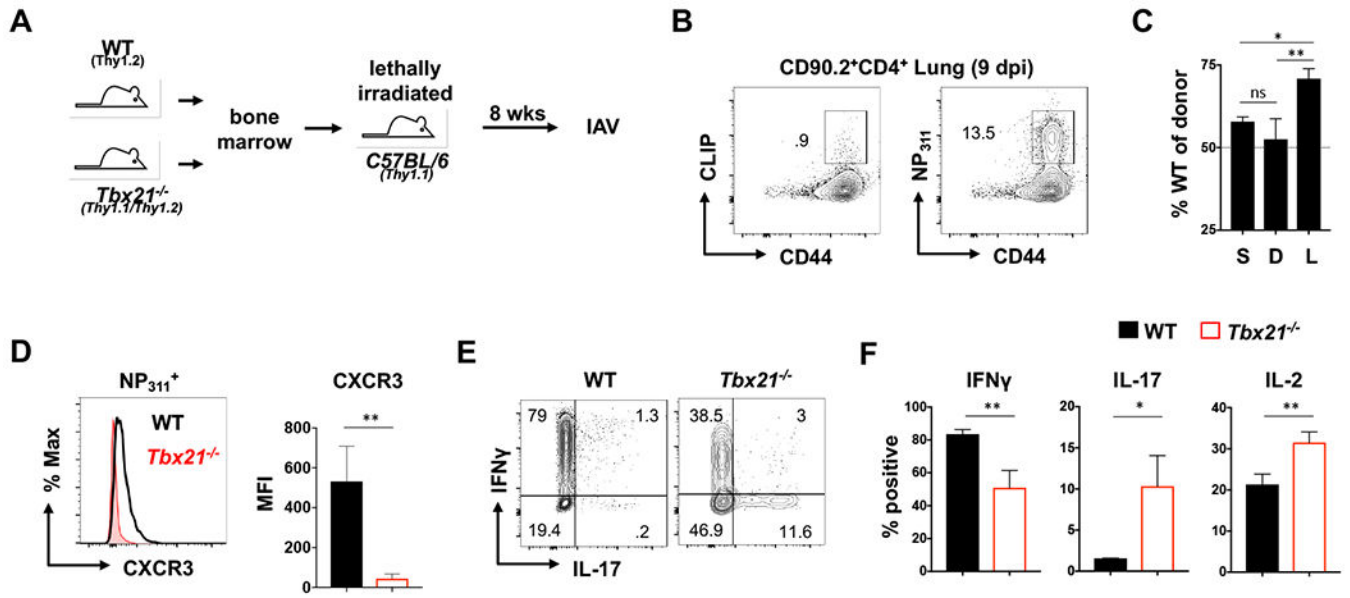 A
WT
(Thy1.2)
Tbx21-/-
(Thy1.1/Thy1.2)
bone
marrow
lethally
irradiated
C57BL/6
(Thy1.1)
8 wks
IAV
B
CD90.2+CD4+ Lung (9 dpi)
.9
CLIP
CD44
13.5
NP311
CD44
C
% WT of donor
75
50
25
*
**
ns
S D L
D
NP311+
WT
Tbx21-/-
% Max
CXCR3
CXCR3
MFI
800
600
400
200
0
**
E
WT
79 1.3
19.4 .2
Tbx21-/-
38.5 3
46.9 11.6
IFNγ
IL-17
WT Tbx21-/-
F
% positive
IFNγ
100
80
60
40
20
0
**
IL-17
20
15
10
5
0
*
IL-2
40
30
20
10
0
**